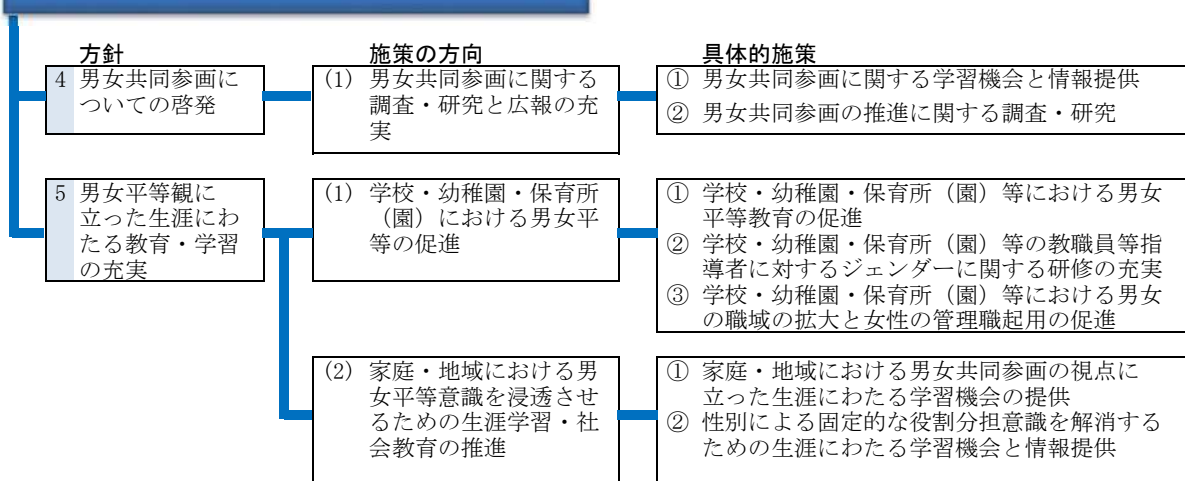 方針
施策の方向
具体的施策
4 男女共同参画に
ついての啓発
(1) 男女共同参画に関する
調査・研究と広報の充
実
① 男女共同参画に関する学習機会と情報提供
② 男女共同参画の推進に関する調査・研究
5 男女平等観に
立った生涯にわ
たる教育・学習
の充実
(1) 学校・幼稚園・保育所
（園）における男女平
等の促進
① 学校・幼稚園・保育所（園）等における男女
平等教育の促進
② 学校・幼稚園・保育所（園）等の教職員等指
導者に対するジェンダーに関する研修の充実
③ 学校・幼稚園・保育所（園）等における男女
の職域の拡大と女性の管理職起用の促進
(2) 家庭・地域における男
女平等意識を浸透させ
るための生涯学習・社
会教育の推進
① 家庭・地域における男女共同参画の視点に
立った生涯にわたる学習機会の提供
② 性別による固定的な役割分担意識を解消する
ための生涯にわたる学習機会と情報提供